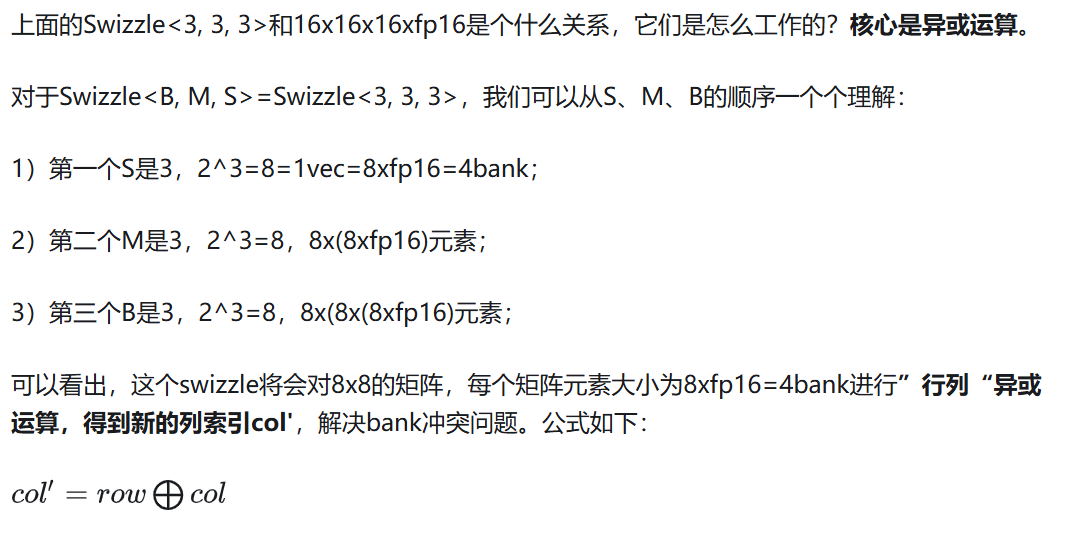 上面的Swizzle<3, 3, 3>和16x16x16xfp16是个什么关系，它们是怎么工作的？核心是异或运算。
对于Swizzle<B, M, S>=Swizzle<3, 3, 3>，我们可以从S、M、B的顺序一个个理解：
1）第一个S是3，2^3=8=1vec=8xfp16=4bank；
2）第二个M是3，2^3=8，8x(8xfp16)元素；
3）第三个B是3，2^3=8，8x(8x(8xfp16)元素；
可以看出，这个swizzle将会对8x8的矩阵，每个矩阵元素大小为8xfp16=4bank进行”行列“异或
运算，得到新的列索引col'，解决bank冲突问题。公式如下：
col′ = row ⊕ col